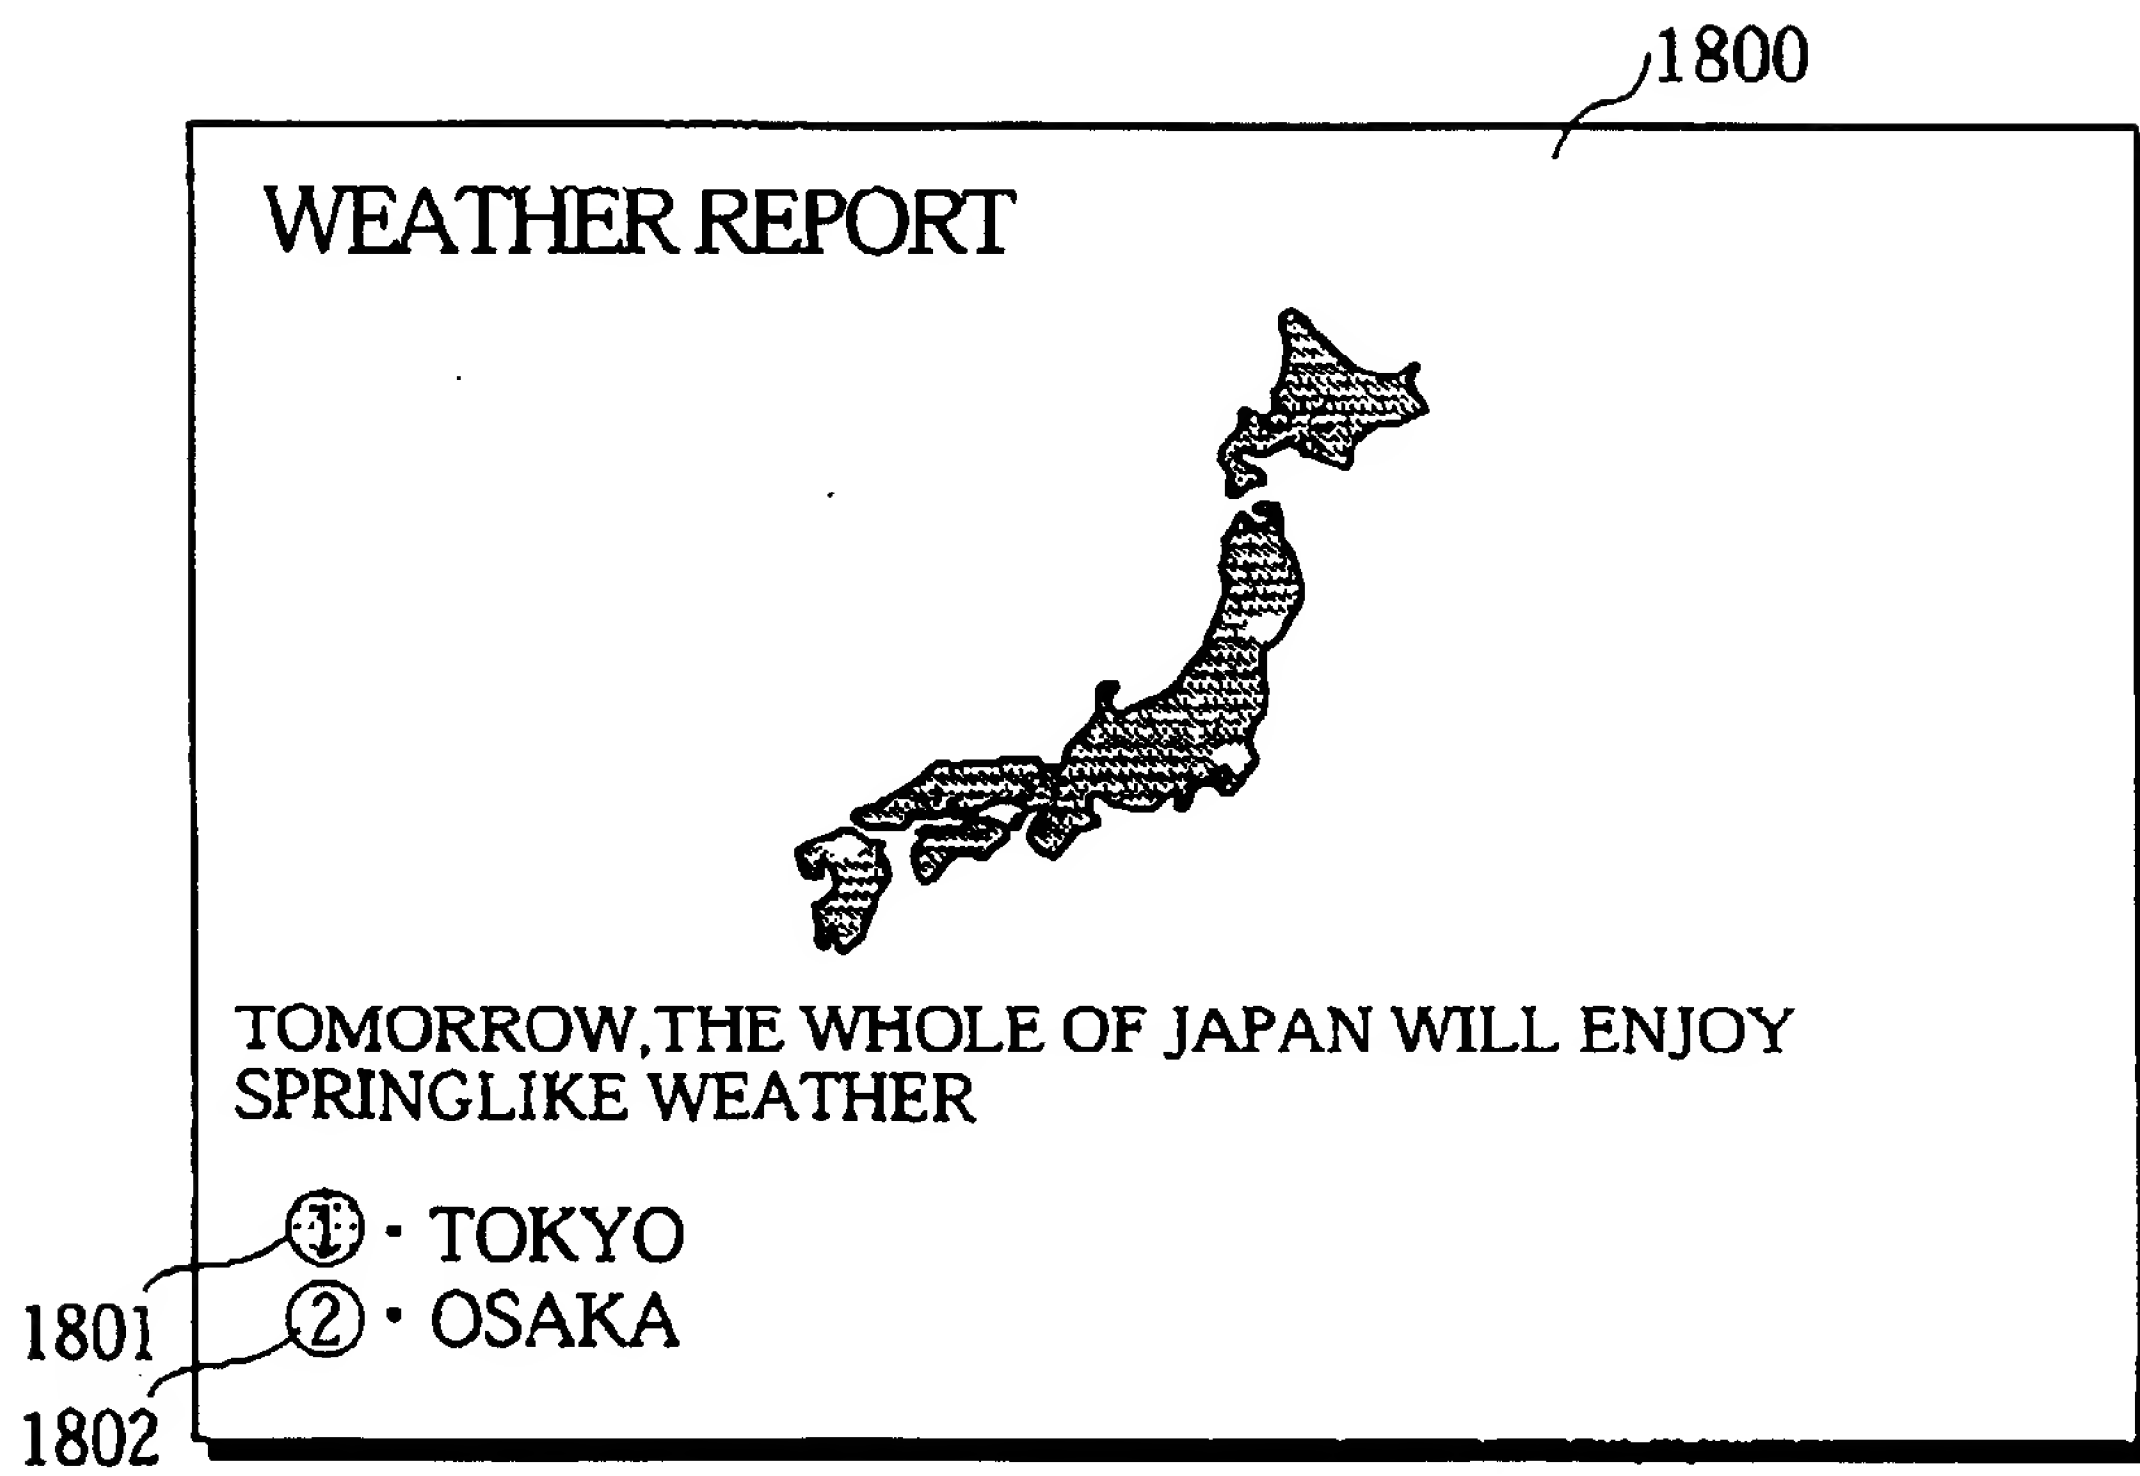 1800
WEATHER REPORT
TOMORROW,THE WHOLE OF JAPAN WILL ENJOY
SPRINGLIKE WEATHER
① · TOKYO
1801
② · OSAKA
1802